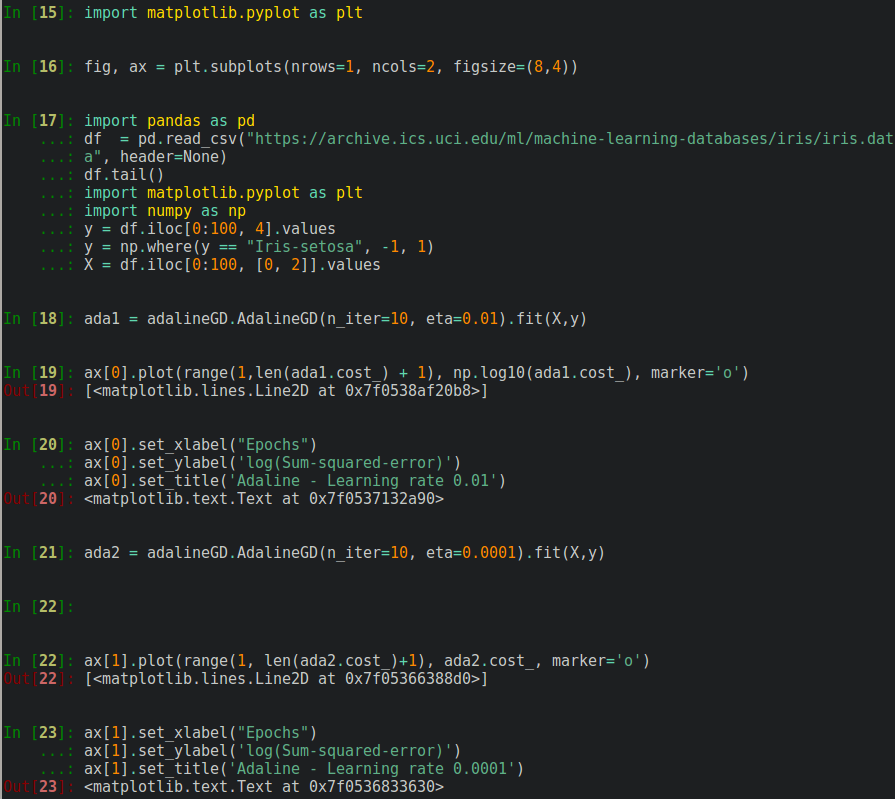 In [15]: import matplotlib.pyplot as plt
In [16]: fig, ax = plt.subplots(nrows=1, ncols=2, figsize=(8,4))
In [17]: import pandas as pd
...: df  = pd.read_csv("https://archive.ics.uci.edu/ml/machine-learning-databases/iris/iris.dat
...: a", header=None)
...: df.tail()
...: import matplotlib.pyplot as plt
...: import numpy as np
...: y = df.iloc[0:100, 4].values
...: y = np.where(y == "Iris-setosa", -1, 1)
...: X = df.iloc[0:100, [0, 2]].values
In [18]: ada1 = adalineGD.AdalineGD(n_iter=10, eta=0.01).fit(X,y)
In [19]: ax[0].plot(range(1,len(ada1.cost_) + 1), np.log10(ada1.cost_), marker='o')
Out[19]: [<matplotlib.lines.Line2D at 0x7f0538af20b8>]
In [20]: ax[0].set_xlabel("Epochs")
...: ax[0].set_ylabel('log(Sum-squared-error)')
...: ax[0].set_title('Adaline - Learning rate 0.01')
Out[20]: <matplotlib.text.Text at 0x7f0537132a90>
In [21]: ada2 = adalineGD.AdalineGD(n_iter=10, eta=0.0001).fit(X,y)
In [22]:
In [22]: ax[1].plot(range(1, len(ada2.cost_)+1), ada2.cost_, marker='o')
Out[22]: [<matplotlib.lines.Line2D at 0x7f05366388d0>]
In [23]: ax[1].set_xlabel("Epochs")
...: ax[1].set_ylabel('log(Sum-squared-error)')
...: ax[1].set_title('Adaline - Learning rate 0.0001')
Out[23]: <matplotlib.text.Text at 0x7f0536833630>